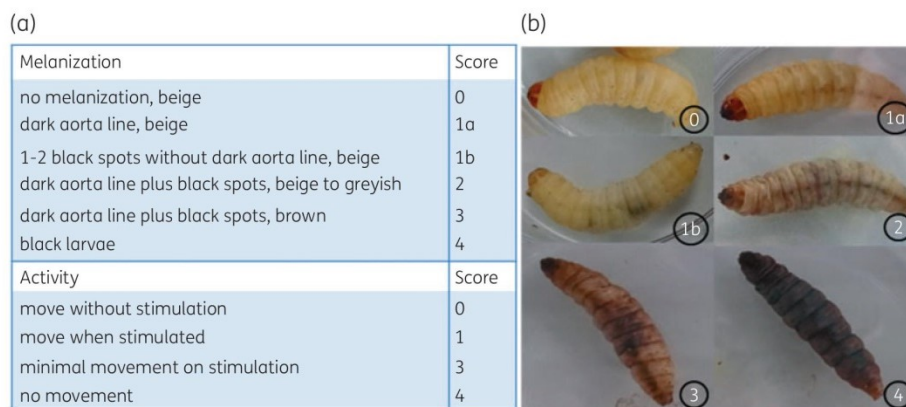 (a)
Melanization Score
no melanization, beige 0
dark aorta line, beige 1a
1-2 black spots without dark aorta line, beige 1b
dark aorta line plus black spots, beige to greyish 2
dark aorta line plus black spots, brown 3
black larvae 4
Activity Score
move without stimulation 0
move when stimulated 1
minimal movement on stimulation 3
no movement 4
(b)
0
1a
1b
2
3
4